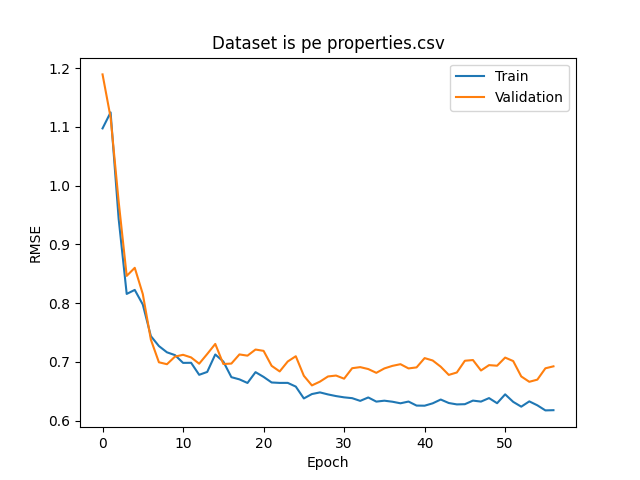 Dataset is pe properties.csv
Train
Validation
RMSE
1.2
1.1
1.0
0.9
0.8
0.7
0.6
0
10
20
30
40
50
Epoch